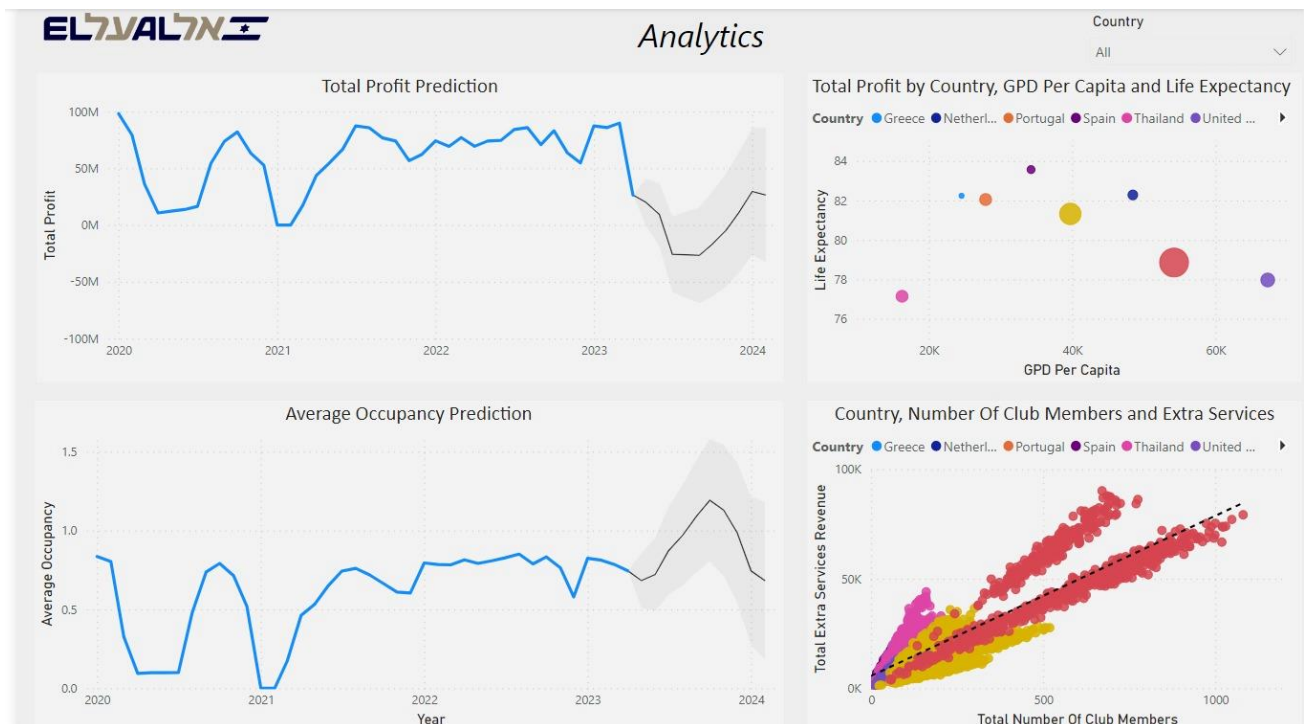 ELאלALעל
Analytics
Country
All
Total Profit Prediction
Total Profit
100M
50M
0M
-50M
-100M
2020
2021
2022
2023
2024
Total Profit by Country, GPD Per Capita and Life Expectancy
Country Greece Netherl... Portugal Spain Thailand United ...
Life Expectancy
84
82
80
78
76
20K
40K
60K
GPD Per Capita
Average Occupancy Prediction
Average Occupancy
1.5
1.0
0.5
0.0
2020
2021
2022
2023
2024
Year
Country, Number Of Club Members and Extra Services
Country Greece Netherl... Portugal Spain Thailand United ...
Total Extra Services Revenue
100K
50K
0K
0
500
1000
Total Number Of Club Members